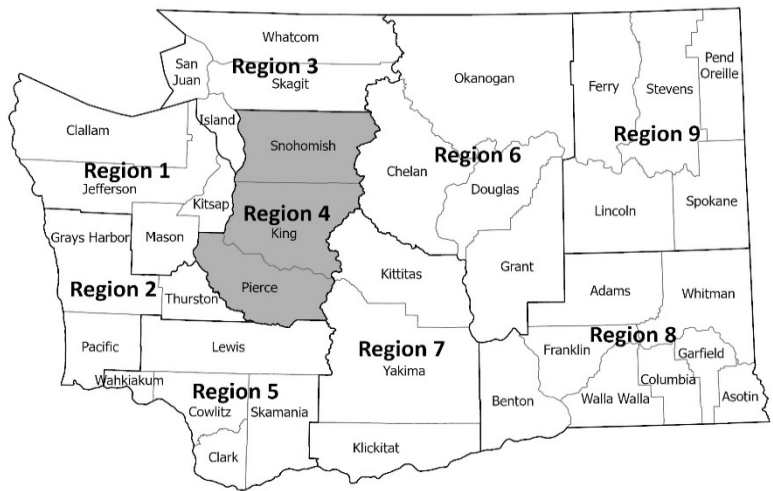 Whatcom
San
Juan
Region 3
Skagit
Okanogan
Ferry
Stevens
Pend
Oreille
Island
Clallam
Snohomish
Region 9
Region 1
Jefferson
Chelan
Region 6
Douglas
Kitsap
Region 4
King
Lincoln
Spokane
Grays Harbor
Mason
Kittitas
Grant
Region 2
Thurston
Pierce
Adams
Whitman
Pacific
Lewis
Region 7
Yakima
Franklin
Region 8
Garfield
Wahkiakum
Region 5
Cowlitz
Skamania
Benton
Walla Walla
Columbia
Asotin
Clark
Klickitat